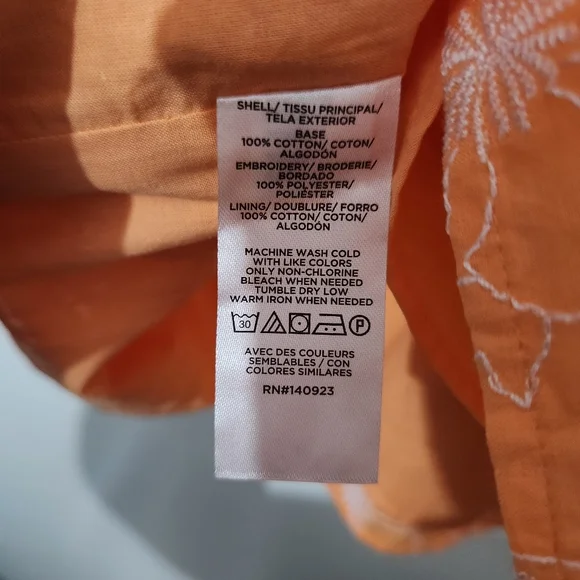 SHELL/ TISSU PRINCIPAL/
TELA EXTERIOR
BASE
100% COTTON/ COTON/
ALGODÓN
EMBROIDERY/ BRODERIE/
BORDADO
100% POLYESTER/
POLIÉSTER
LINING/ DOUBLURE/ FORRO
100% COTTON/ COTON/
ALGODÓN
MACHINE WASH COLD
WITH LIKE COLORS
ONLY NON-CHLORINE
BLEACH WHEN NEEDED
TUMBLE DRY LOW
WARM IRON WHEN NEEDED
30 P
AVEC DES COULEURS
SEMBLABLES / CON
COLORES SIMILARES
RN#140923